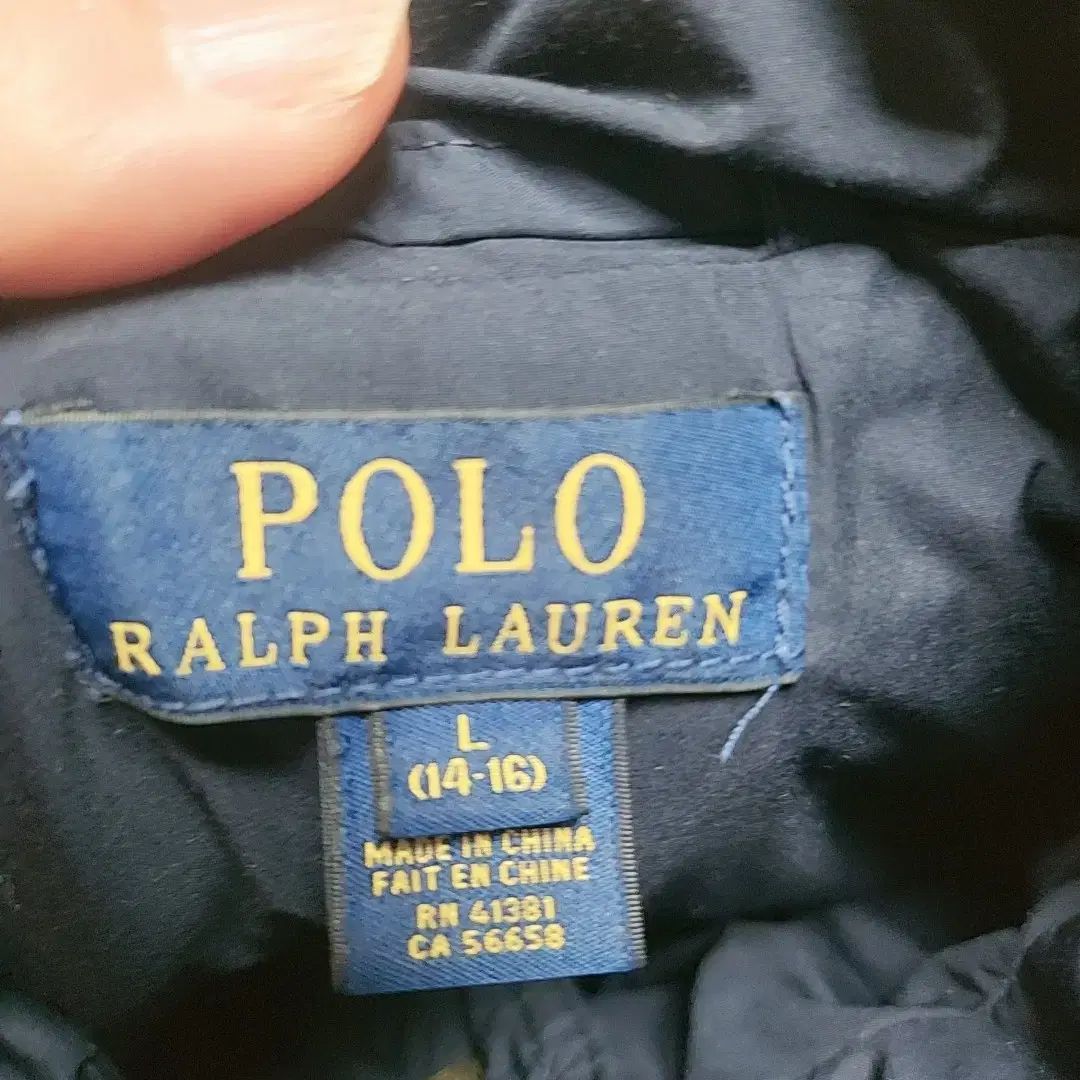 POLO
RALPH LAUREN
L
(14-16)
MADE IN CHINA
FAIT EN CHINE
RN 41381
CA 56658